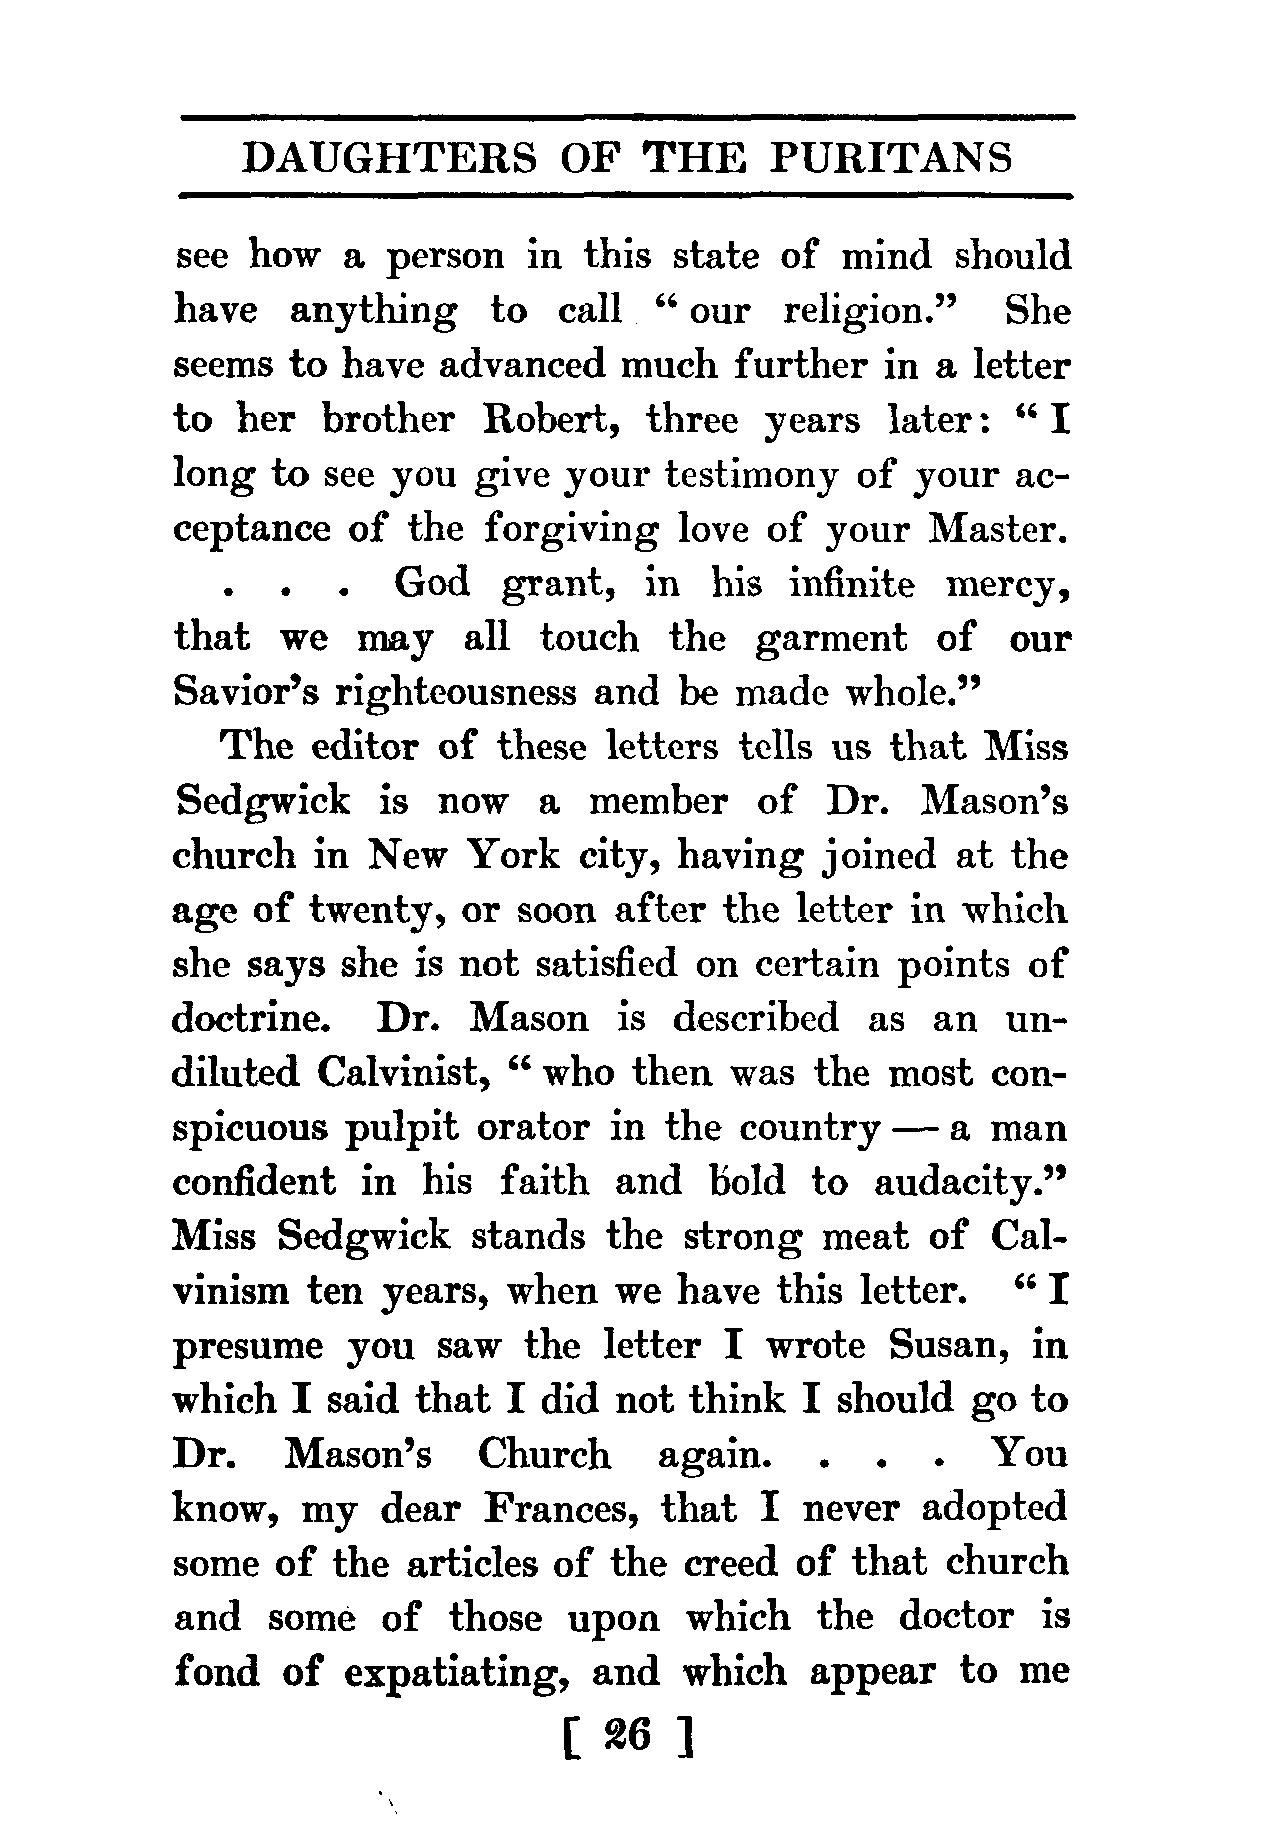 DAUGHTERS OF THE PURITANS
see how a person in this state of mind should
have anything to call “ our religion.” She
seems to have advanced much further in a letter
to her brother Robert, three years later: “ I
long to see you give your testimony of your ac-
ceptance of the forgiving love of your Master.
. . . God grant, in his infinite mercy,
that we may all touch the garment of our
Savior’s righteousness and be made whole.”
The editor of these letters tells us that Miss
Sedgwick is now a member of Dr. Mason’s
church in New York city, having joined at the
age of twenty, or soon after the letter in which
she says she is not satisfied on certain points of
doctrine. Dr. Mason is described as an un-
diluted Calvinist, “ who then was the most con-
spicuous pulpit orator in the country — a man
confident in his faith and bold to audacity.”
Miss Sedgwick stands the strong meat of Cal-
vinism ten years, when we have this letter. “ I
presume you saw the letter I wrote Susan, in
which I said that I did not think I should go to
Dr. Mason’s Church again. . . . You
know, my dear Frances, that I never adopted
some of the articles of the creed of that church
and some of those upon which the doctor is
fond of expatiating, and which appear to me
[ 26 ]